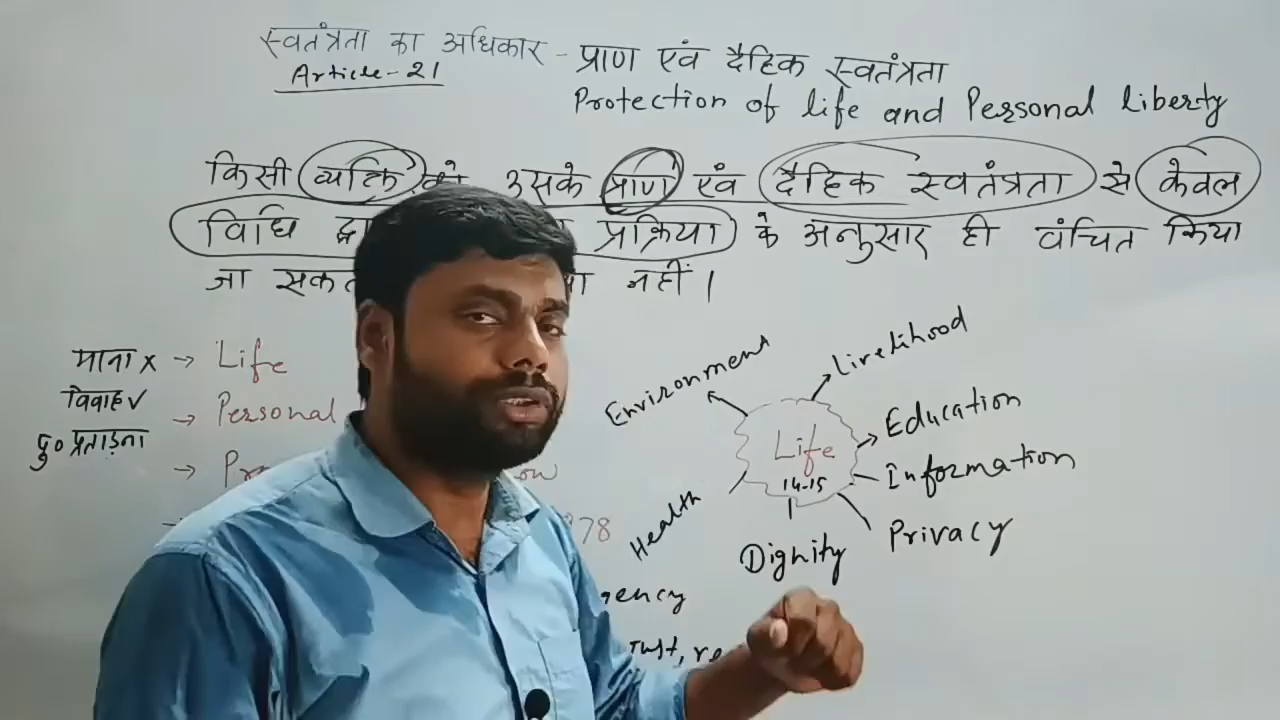 स्वतंत्रता का अधिकार - प्राण एवं दैहिक स्वतंत्रता
Article - 21
Protection of life and Personal liberty
किसी व्यक्ति को उसके प्राण एवं दैहिक स्वतंत्रता से केवल
विधि प्रक्रिया के अनुसार ही वंचित किया
जा नहीं ।
माना x → Life
विवाह ✓
→ Personal
पु० प्रताड़ना
→
78
Environment
Livelihood
Education
Life
14-15
Information
Health
Privacy
Dignity